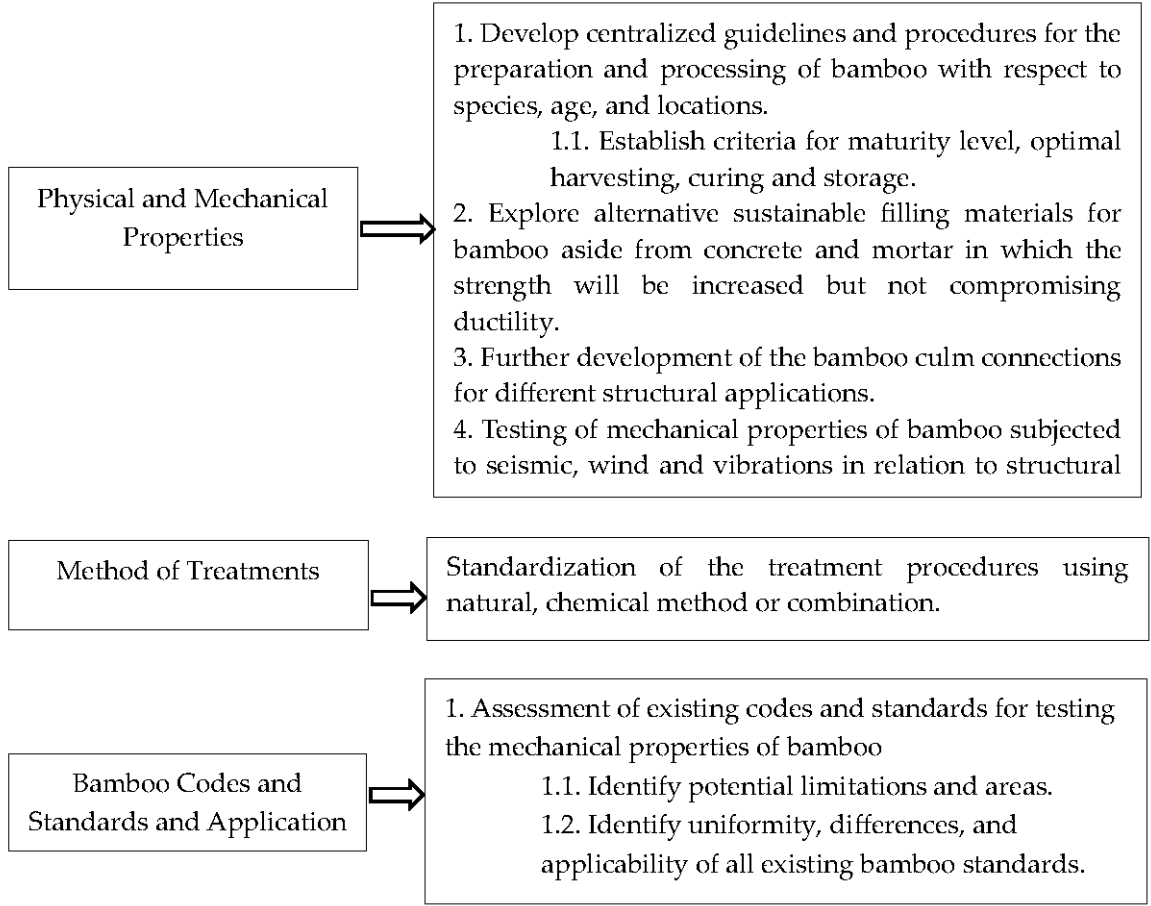 Physical and Mechanical
Properties
1. Develop centralized guidelines and procedures for the
preparation and processing of bamboo with respect to
species, age, and locations.
1.1. Establish criteria for maturity level, optimal
harvesting, curing and storage.
2. Explore alternative sustainable filling materials for
bamboo aside from concrete and mortar in which the
strength will be increased but not compromising
ductility.
3. Further development of the bamboo culm connections
for different structural applications.
4. Testing of mechanical properties of bamboo subjected
to seismic, wind and vibrations in relation to structural
Method of Treatments
Standardization of the treatment procedures using
natural, chemical method or combination.
Bamboo Codes and
Standards and Application
1. Assessment of existing codes and standards for testing
the mechanical properties of bamboo
1.1. Identify potential limitations and areas.
1.2. Identify uniformity, differences, and
applicability of all existing bamboo standards.